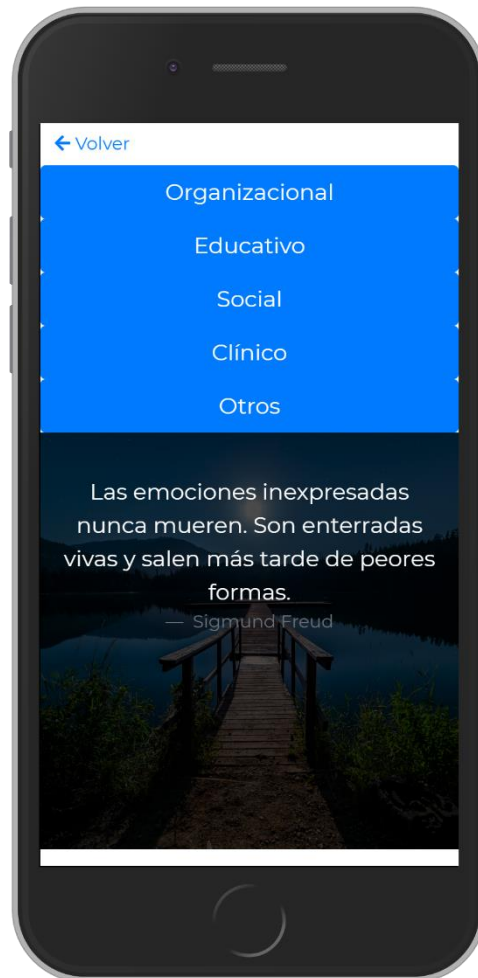 Volver
Organizacional
Educativo
Social
Clínico
Otros
Las emociones inexpresadas
nunca mueren. Son enterradas
vivas y salen más tarde de peores
formas.
— Sigmund Freud